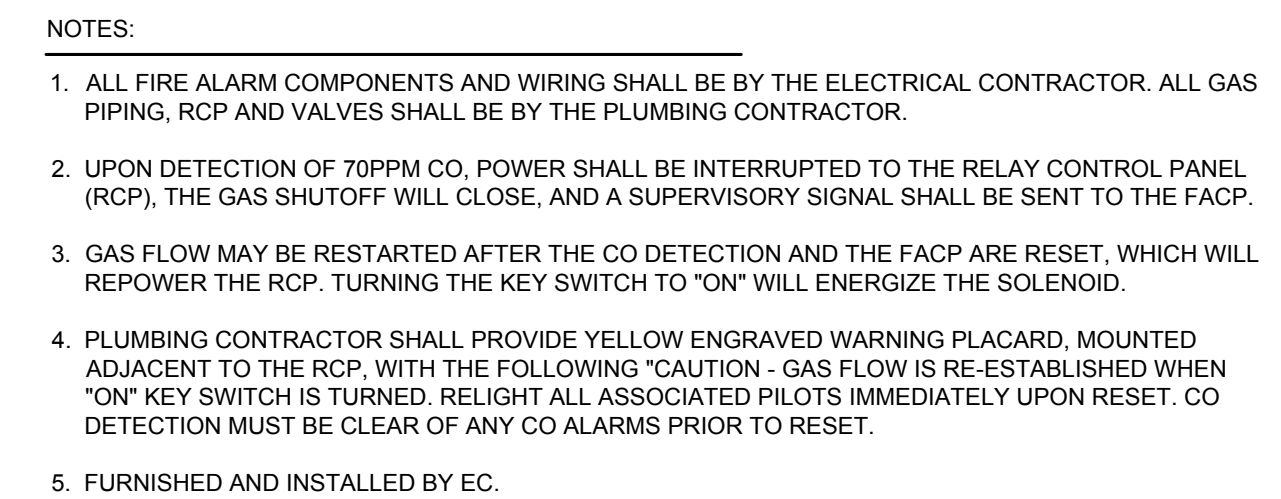 NOTES:
1. ALL FIRE ALARM COMPONENTS AND WIRING SHALL BE BY THE ELECTRICAL CONTRACTOR. ALL GAS
PIPING, RCP AND VALVES SHALL BE BY THE PLUMBING CONTRACTOR.
2. UPON DETECTION OF 70PPM CO, POWER SHALL BE INTERRUPTED TO THE RELAY CONTROL PANEL
(RCP), THE GAS SHUTOFF WILL CLOSE, AND A SUPERVISORY SIGNAL SHALL BE SENT TO THE FACP.
3. GAS FLOW MAY BE RESTARTED AFTER THE CO DETECTION AND THE FACP ARE RESET, WHICH WILL
REPOWER THE RCP. TURNING THE KEY SWITCH TO "ON" WILL ENERGIZE THE SOLENOID.
4. PLUMBING CONTRACTOR SHALL PROVIDE YELLOW ENGRAVED WARNING PLACARD, MOUNTED
ADJACENT TO THE RCP, WITH THE FOLLOWING "CAUTION - GAS FLOW IS RE-ESTABLISHED WHEN
"ON" KEY SWITCH IS TURNED. RELIGHT ALL ASSOCIATED PILOTS IMMEDIATELY UPON RESET. CO
DETECTION MUST BE CLEAR OF ANY CO ALARMS PRIOR TO RESET.
5. FURNISHED AND INSTALLED BY EC.